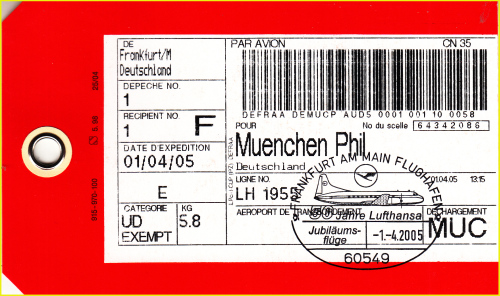 DE
PAR AVION
CN 35
Frankfurt/M
Deutschland
DEPECHE NO.
1
DEFRAA DEMUCP AUD5 0001 001 10 0058
RECIPIENT NO.
1
F
POUR
No du scelle 64342086
Muenchen Phil
Deutschland
DATE D'EXPEDITION
01/04/05
LIGNE NO.
01.04.05 13:15
LH 195
E
AEROPORT DE TRANSBORDEMENT
DECHARGEMENT
MUC
CATEGORIE
KG
UD
5.8
EXEMPT
FRANKFURT AM MAIN FLUGHAFEN
50 Jahre Lufthansa
Jubiläums-
flüge
-1.-4.2005
60549